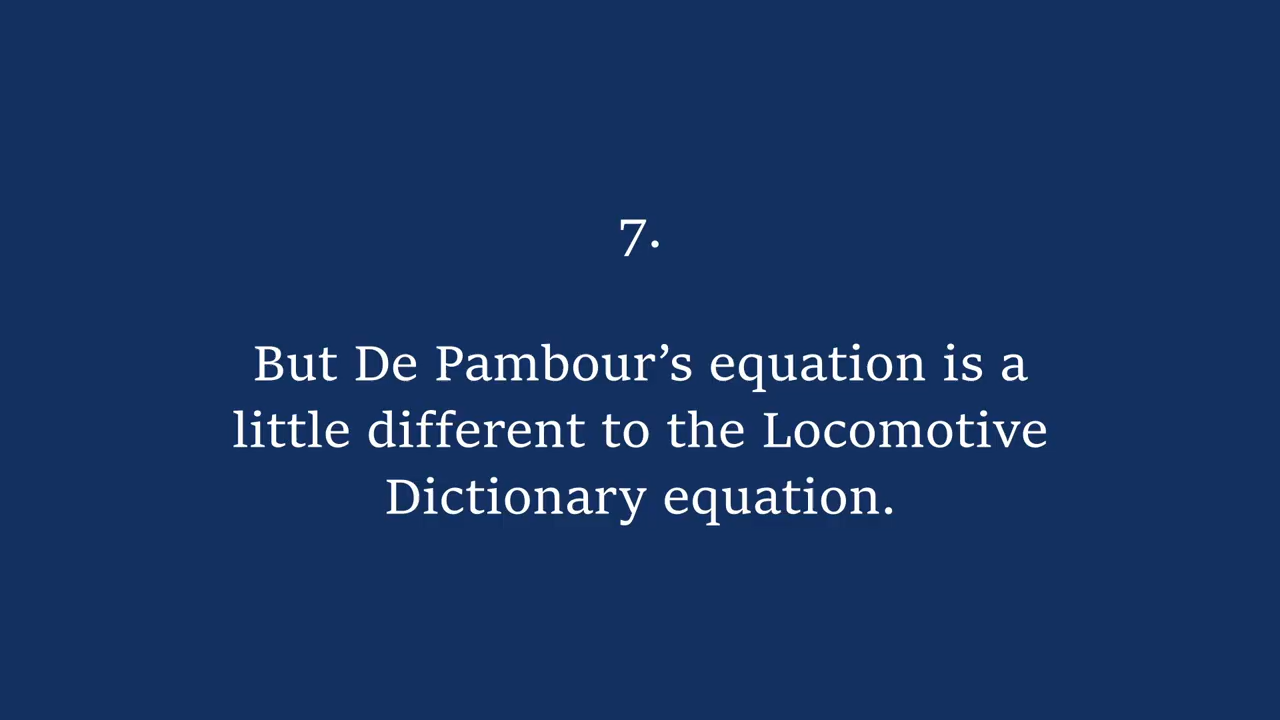 7.
But De Pambour’s equation is a
little different to the Locomotive
Dictionary equation.